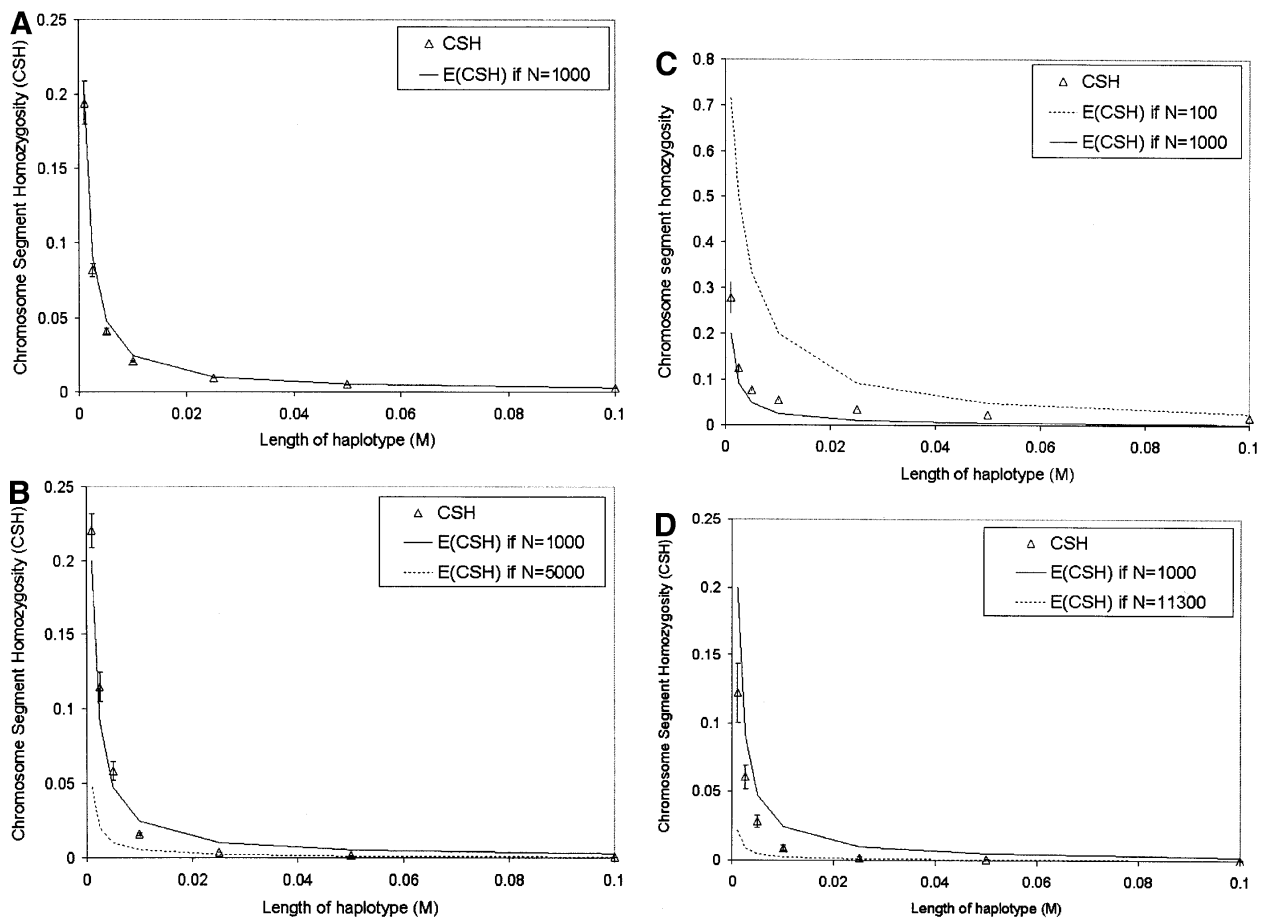 A
Chromosome Segment Homozygosity (CSH)
0.25
0.2
0.15
0.1
0.05
0
CSH
E(CSH) if N=1000
0 0.02 0.04 0.06 0.08 0.1
Length of haplotype (M)
B
Chromosome Segment Homozygosity (CSH)
0.25
0.2
0.15
0.1
0.05
0
CSH
E(CSH) if N=1000
E(CSH) if N=5000
0 0.02 0.04 0.06 0.08 0.1
Length of haplotype (M)
C
Chromosome segment homozygosity
0.8
0.7
0.6
0.5
0.4
0.3
0.2
0.1
0
CSH
E(CSH) if N=100
E(CSH) if N=1000
0 0.02 0.04 0.06 0.08 0.1
Length of haplotype (M)
D
Chromosome Segment Homozygosity (CSH)
0.25
0.2
0.15
0.1
0.05
0
CSH
E(CSH) if N=1000
E(CSH) if N=11300
0 0.02 0.04 0.06 0.08 0.1
Length of haplotype (M)